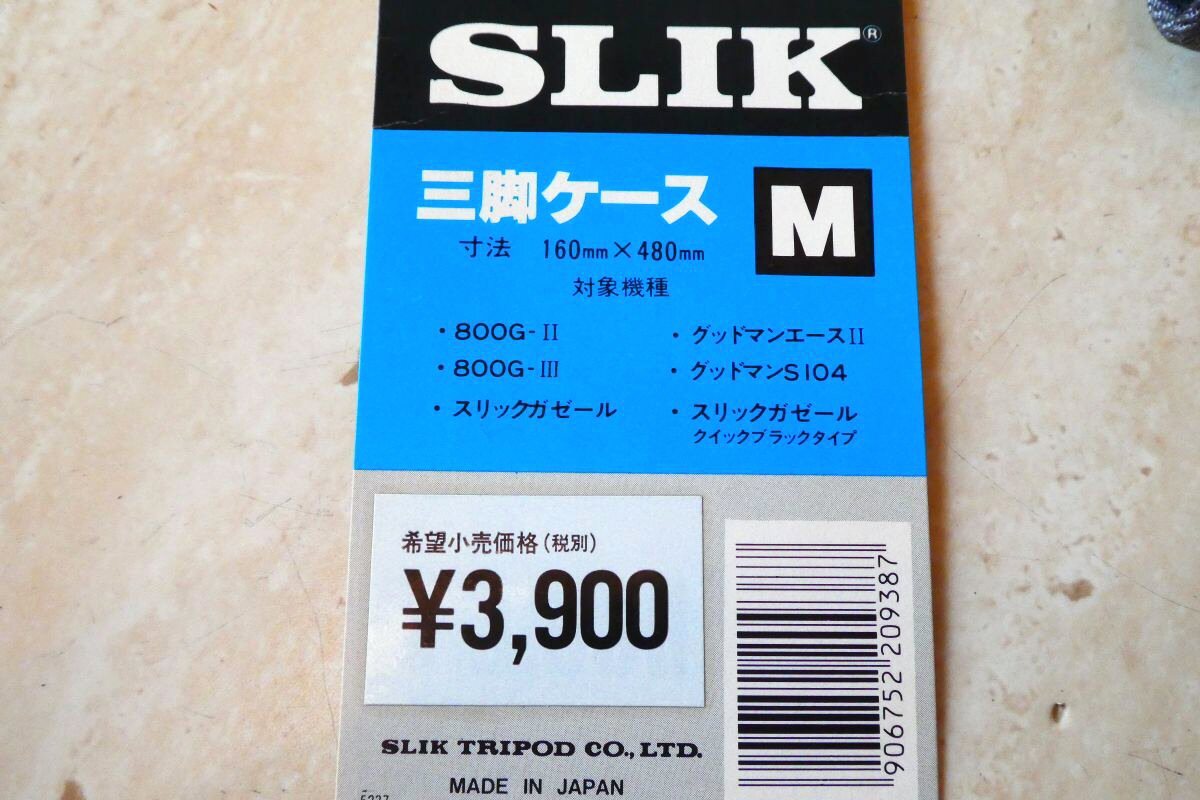 SLIK®
三脚ケース M
寸法 160mm×480mm
対象機種
・800G-II
・800G-III
・スリックガゼール
・グッドマンエースII
・グッドマンS104
・スリックガゼール
クイックブラックタイプ
希望小売価格(税別)
¥3,900
906752 209387
SLIK TRIPOD CO., LTD.
MADE IN JAPAN